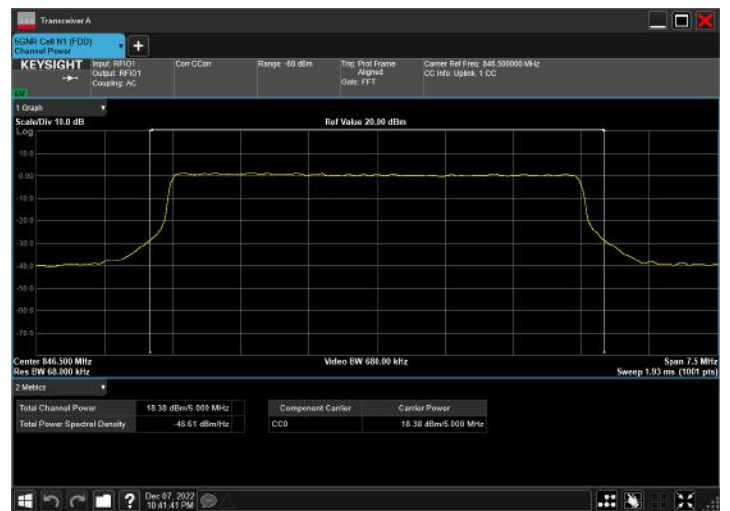 Transceiver A
5GNR Cell N1 (FDD)
Channel Power
KEYSIGHT
Input: RFIO1
Output: RFIO1
Coupling: AC
Corr CCorr
Range -60 dBm
Trig: Prot Frame
Aligned
Gate: FFT
Carrier Ref Freq: 846.500000 MHz
CC Info: Uplink, 1 CC
1 Graph
Scale/Div 10.0 dB
Ref Value 20.00 dBm
Log
10.0
0.00
-10.0
-20.0
-30.0
-40.0
-50.0
-60.0
-70.0
Center 846.500 MHz
Video BW 680.00 kHz
Span 7.5 MHz
Res BW 68.000 kHz
Sweep 1.93 ms (1001 pts)
2 Metrics
Total Channel Power 18.38 dBm/5.000 MHz
Total Power Spectral Density -48.61 dBm/Hz
Component Carrier Carrier Power
CC0 18.38 dBm/5.000 MHz
?
Dec 07, 2022
10:41:41 PM